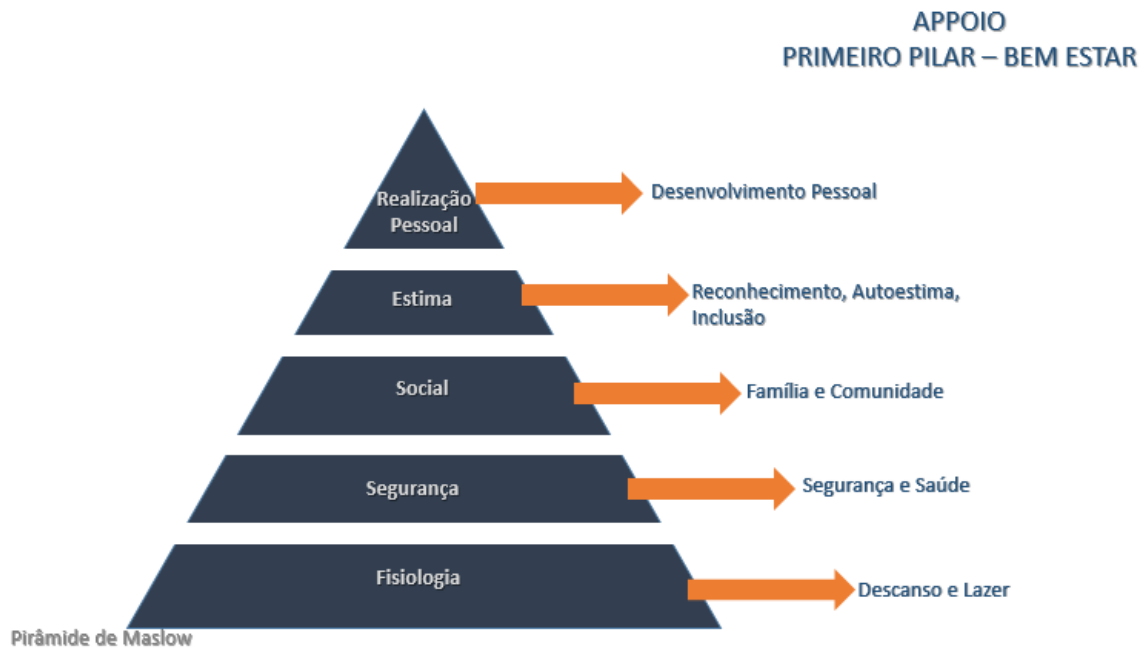 APPOIO
PRIMEIRO PILAR – BEM ESTAR
Realização
Pessoal
Desenvolvimento Pessoal
Estima
Reconhecimento, Autoestima,
Inclusão
Social
Família e Comunidade
Segurança
Segurança e Saúde
Fisiologia
Descanso e Lazer
Pirâmide de Maslow